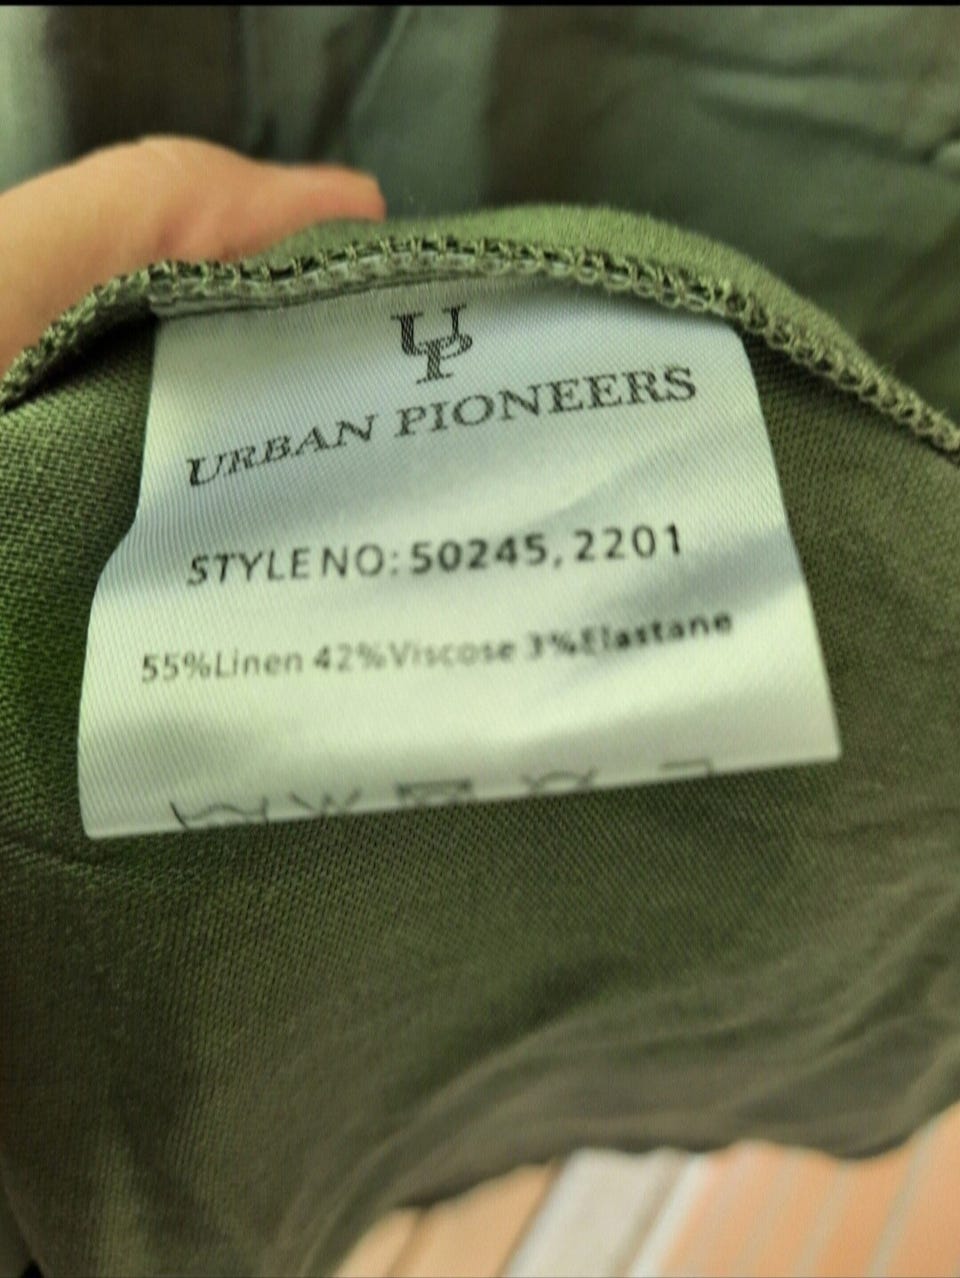 UP
URBAN PIONEERS
STYLE NO: 50245, 2201
55%Linen 42%Viscose 3%Elastane